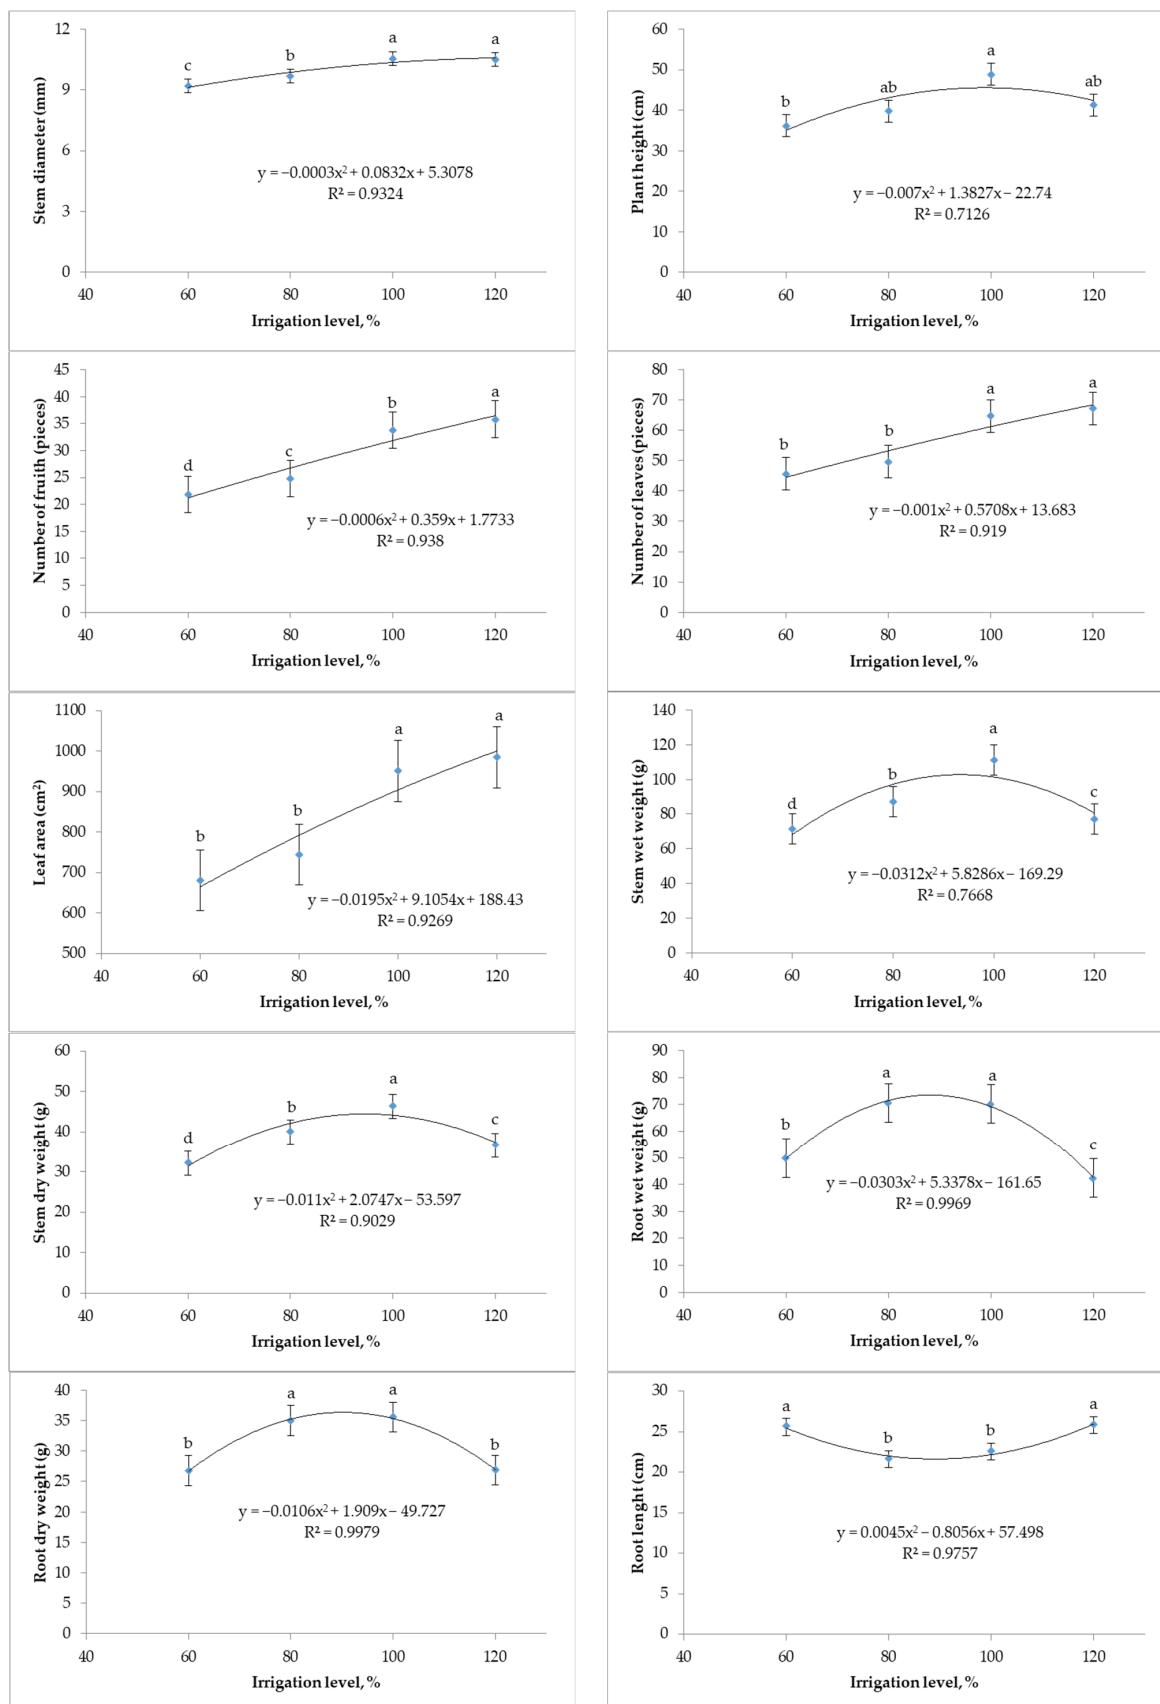 12
9
6
3
0
Stem diameter (mm)
c
b
a
a
y = −0.0003x² + 0.0832x + 5.3078
R² = 0.9324
40 60 80 100 120
Irrigation level, %
60
50
40
30
20
10
0
Plant height (cm)
b
ab
a
ab
y = −0.007x² + 1.3827x − 22.74
R² = 0.7126
40 60 80 100 120
Irrigation level, %
45
40
35
30
25
20
15
10
5
0
Number of fruith (pieces)
d
c
b
a
y = −0.0006x² + 0.359x + 1.7733
R² = 0.938
40 60 80 100 120
Irrigation level, %
80
70
60
50
40
30
20
10
0
Number of leaves (pieces)
b
b
a
a
y = −0.001x² + 0.5708x + 13.683
R² = 0.919
40 60 80 100 120
Irrigation level, %
1100
1000
900
800
700
600
500
Leaf area (cm²)
b
b
a
a
y = −0.0195x² + 9.1054x + 188.43
R² = 0.9269
40 60 80 100 120
Irrigation level, %
140
120
100
80
60
40
20
0
Stem wet weight (g)
d
b
a
c
y = −0.0312x² + 5.8286x − 169.29
R² = 0.7668
40 60 80 100 120
Irrigation level, %
60
50
40
30
20
10
0
Stem dry weight (g)
d
b
a
c
y = −0.011x² + 2.0747x − 53.597
R² = 0.9029
40 60 80 100 120
Irrigation level, %
90
80
70
60
50
40
30
20
10
0
Root wet weight (g)
b
a
a
c
y = −0.0303x² + 5.3378x − 161.65
R² = 0.9969
40 60 80 100 120
Irrigation level, %
40
35
30
25
20
15
10
5
0
Root dry weight (g)
b
a
a
b
y = −0.0106x² + 1.909x − 49.727
R² = 0.9979
40 60 80 100 120
Irrigation level, %
30
25
20
15
10
5
0
Root lenght (cm)
a
b
b
a
y = 0.0045x² − 0.8056x + 57.498
R² = 0.9757
40 60 80 100 120
Irrigation level, %